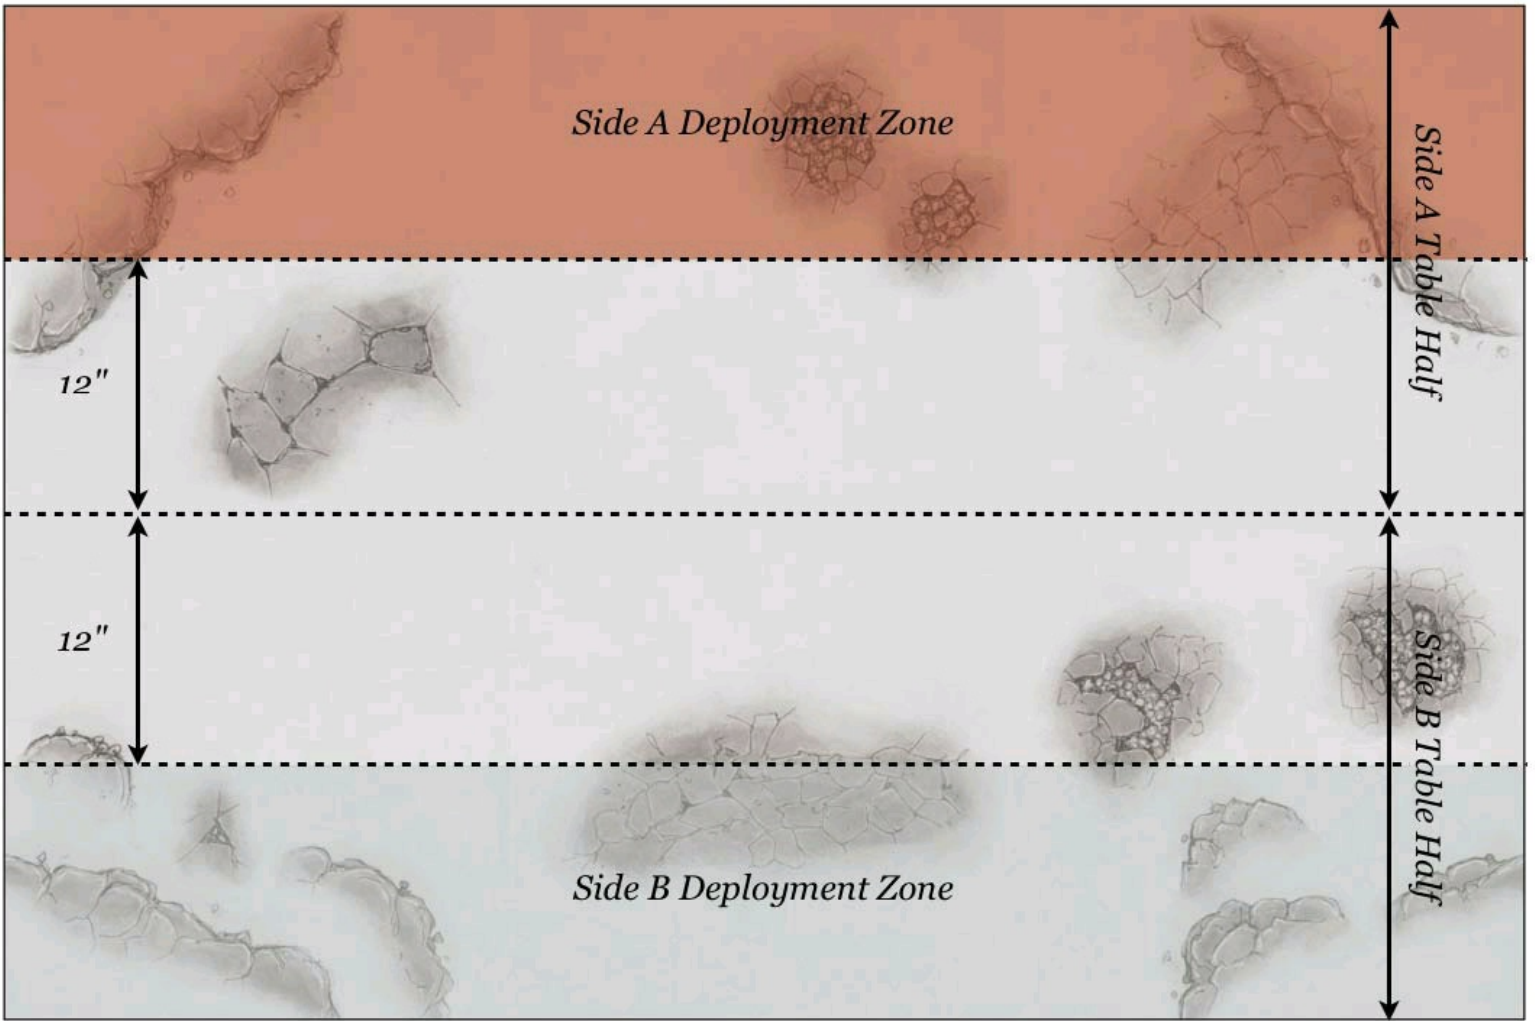 Side A Deployment Zone
Side A Table Half
12"
12"
Side B Table Half
Side B Deployment Zone